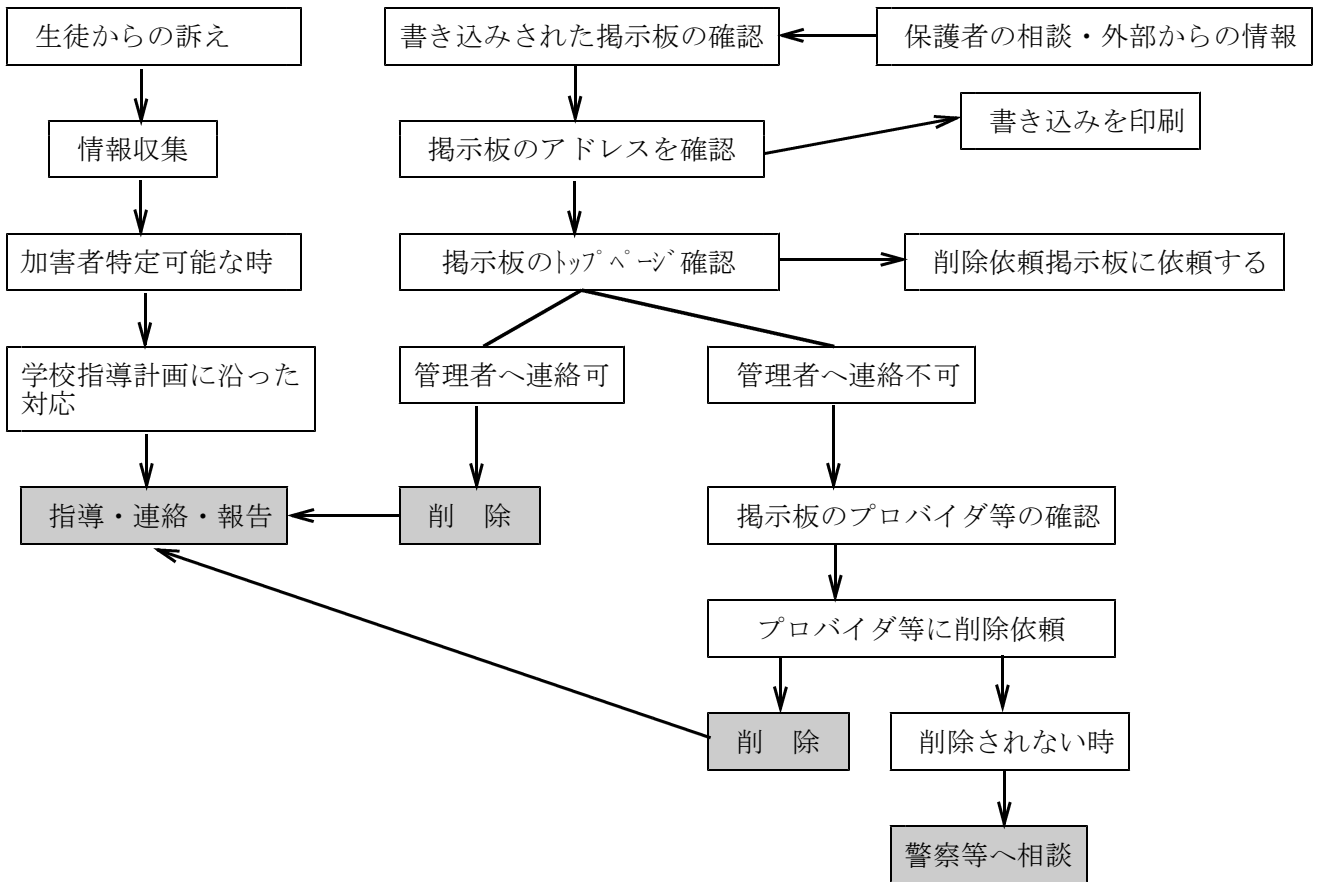 生徒からの訴え
書き込みされた掲示板の確認
保護者の相談・外部からの情報
書き込みを印刷
情報収集
掲示板のアドレスを確認
加害者特定可能な時
掲示板のﾄｯﾌﾟﾍﾟｰｼﾞ確認
削除依頼掲示板に依頼する
学校指導計画に沿った
対応
管理者へ連絡可
管理者へ連絡不可
指導・連絡・報告
削　除
掲示板のプロバイダ等の確認
プロバイダ等に削除依頼
削　除
削除されない時
警察等へ相談